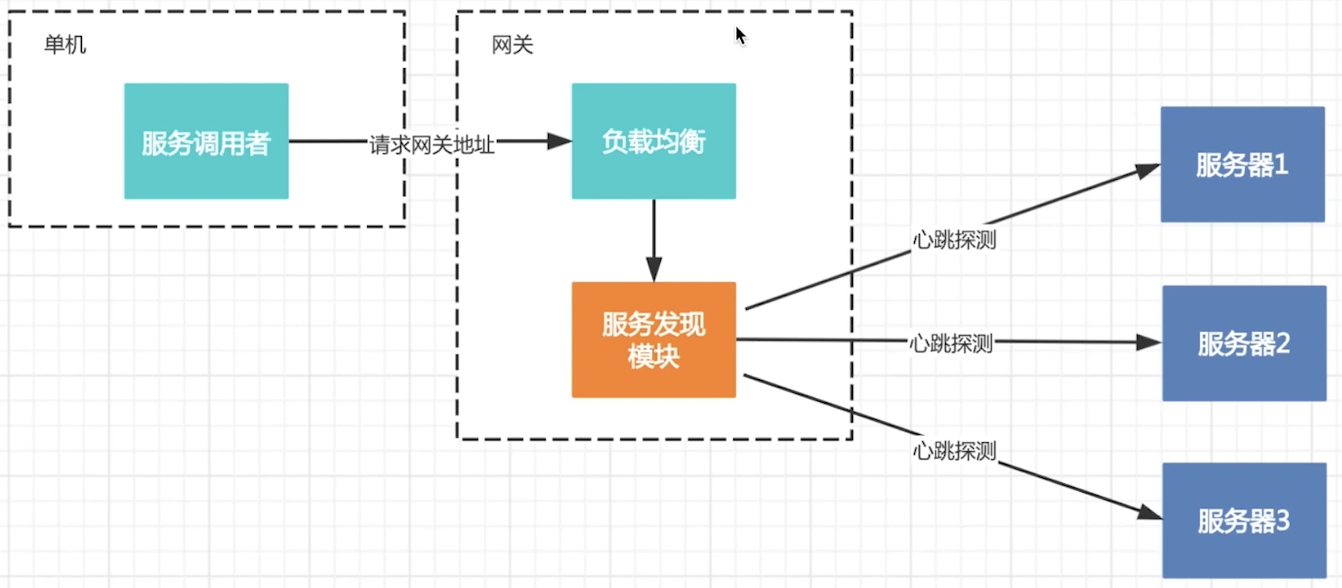 单机
网关
服务调用者
请求网关地址
负载均衡
服务发现
模块
心跳探测
心跳探测
心跳探测
服务器1
服务器2
服务器3